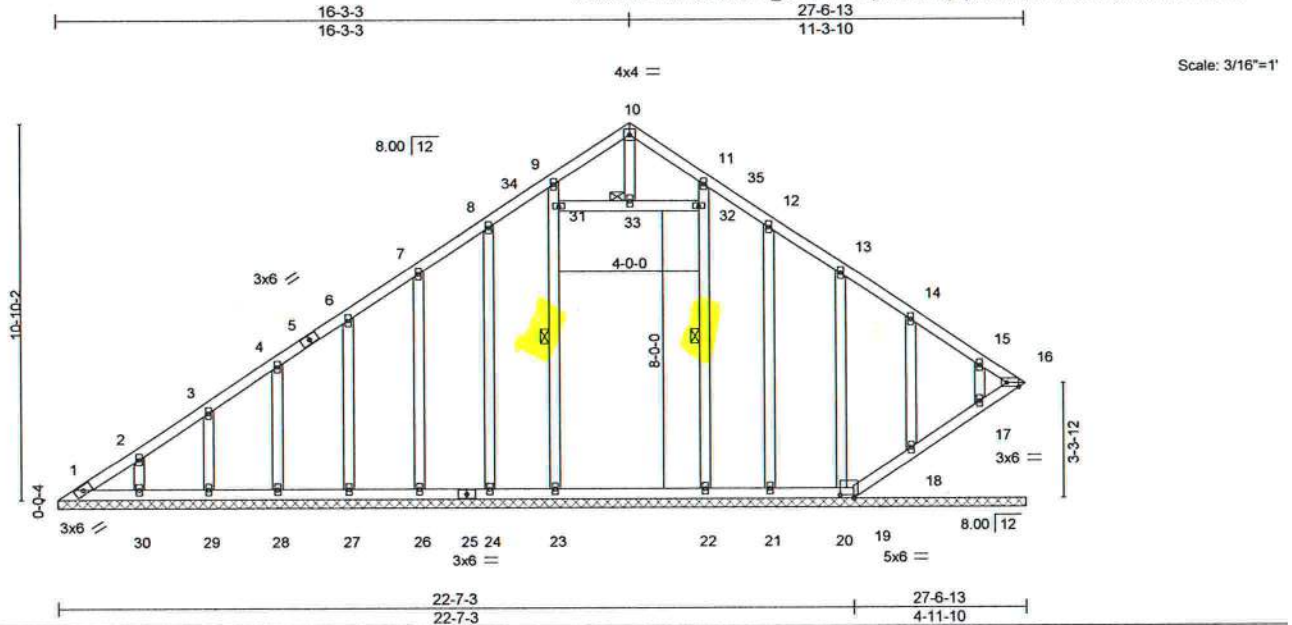 16-3-3 27-6-13
16-3-3 11-3-10
Scale: 3/16"=1'
4x4 =
10
8.00 12
9 11
34 35
8 12
31 33 32
7 13
4-0-0
3x6
6 14
5
10-10-2
4 15
8-0-0
16
3
2 17
3x6 =
3-3-12
1 18
0-0-4
3x6
8.00 12
30 29 28 27 26 25 24 23 22 21 20 19
3x6 = 5x6 =
22-7-3 27-6-13
22-7-3 4-11-10